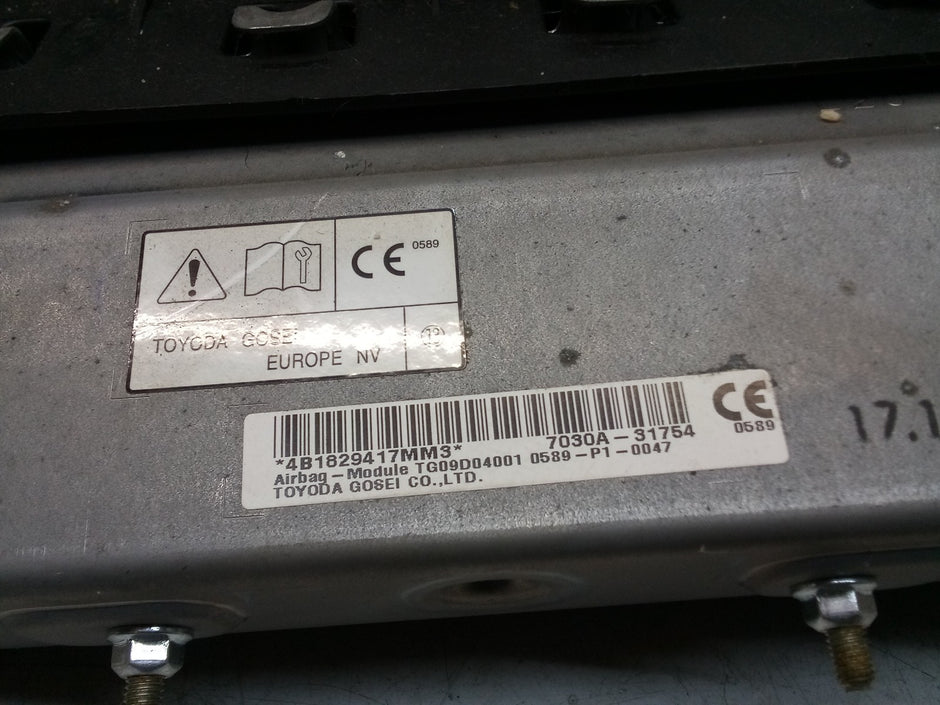 CE 0589
TOYODA GOSEI
EUROPE NV
12
*4B1829417MM3* 7030A-31754
Airbag-Module TG09D04001 0589-P1-0047
TOYODA GOSEI CO.,LTD.
CE
0589
17.1